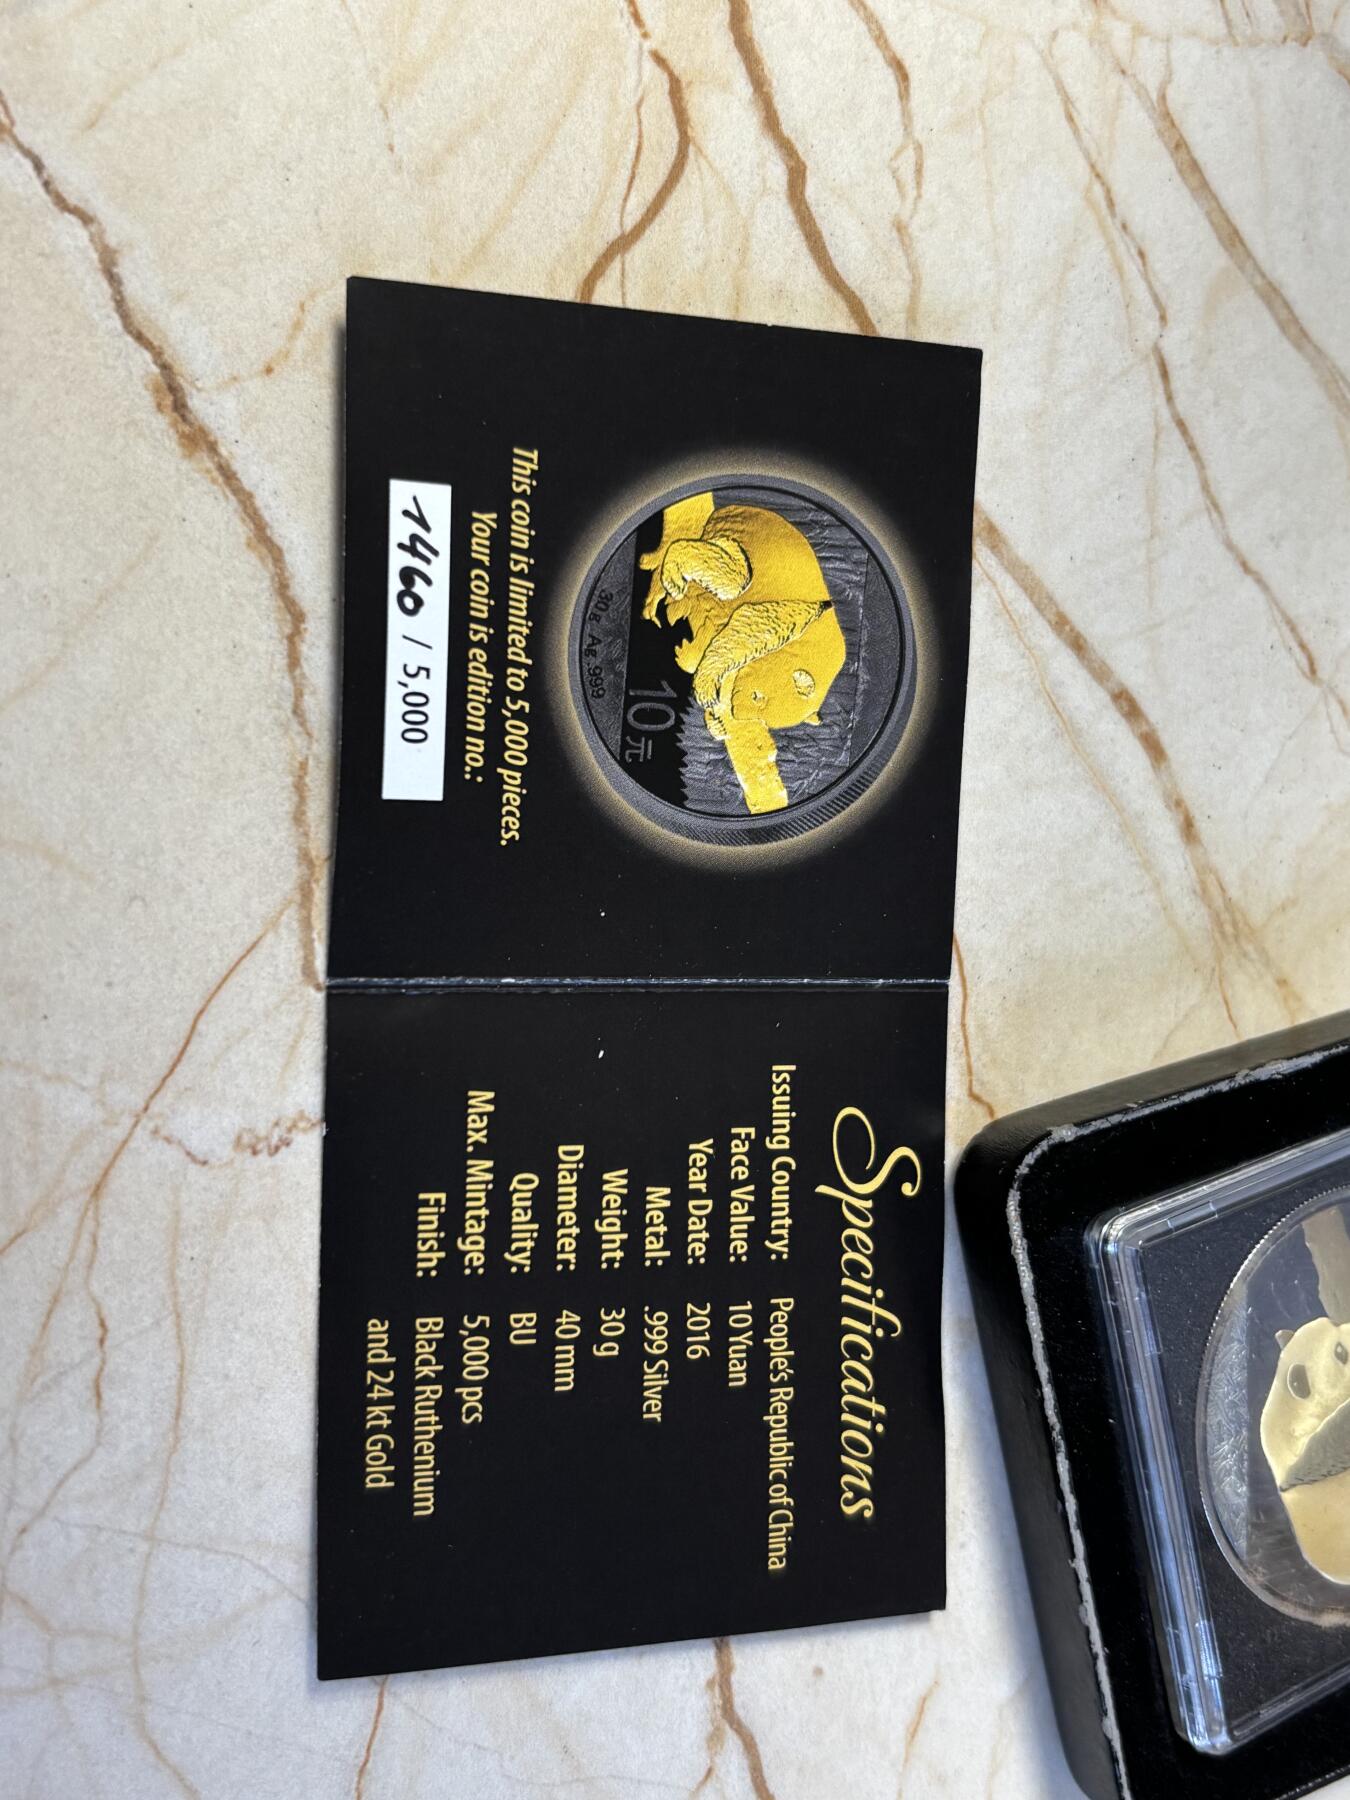 30g Ag .999
10元
This coin is limited to 5,000 pieces.
Your coin is edition no.:
1460 / 5,000
Specifications
Issuing Country: People's Republic of China
Face Value: 10 Yuan
Year Date: 2016
Metal: .999 Silver
Weight: 30 g
Diameter: 40 mm
Quality: BU
Max. Mintage: 5,000 pcs
Finish: Black Ruthenium
and 24 kt Gold